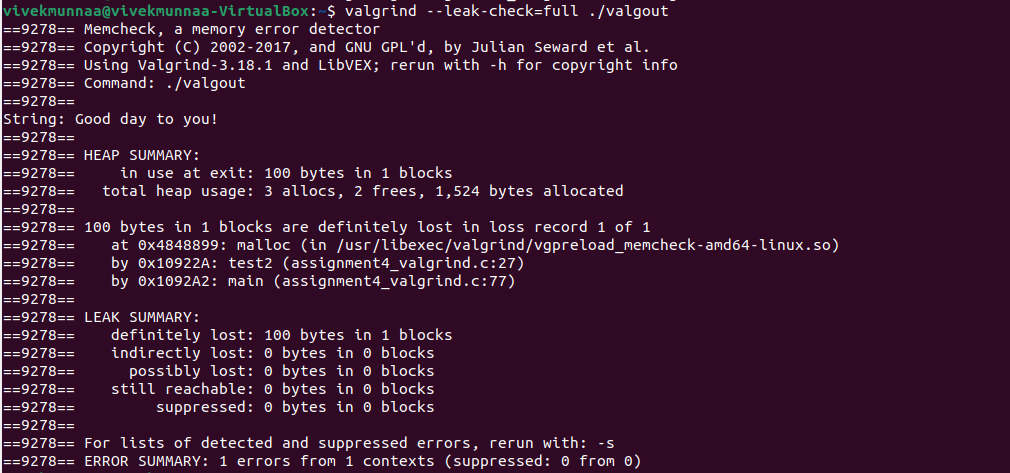 vivekmunnaa@vivekmunnaa-VirtualBox:~$ valgrind --leak-check=full ./valgout
==9278== Memcheck, a memory error detector
==9278== Copyright (C) 2002-2017, and GNU GPL'd, by Julian Seward et al.
==9278== Using Valgrind-3.18.1 and LibVEX; rerun with -h for copyright info
==9278== Command: ./valgout
==9278==
String: Good day to you!
==9278==
==9278== HEAP SUMMARY:
==9278==     in use at exit: 100 bytes in 1 blocks
==9278==   total heap usage: 3 allocs, 2 frees, 1,524 bytes allocated
==9278==
==9278== 100 bytes in 1 blocks are definitely lost in loss record 1 of 1
==9278==    at 0x4848899: malloc (in /usr/libexec/valgrind/vgpreload_memcheck-amd64-linux.so)
==9278==    by 0x10922A: test2 (assignment4_valgrind.c:27)
==9278==    by 0x1092A2: main (assignment4_valgrind.c:77)
==9278==
==9278== LEAK SUMMARY:
==9278==    definitely lost: 100 bytes in 1 blocks
==9278==    indirectly lost: 0 bytes in 0 blocks
==9278==      possibly lost: 0 bytes in 0 blocks
==9278==    still reachable: 0 bytes in 0 blocks
==9278==         suppressed: 0 bytes in 0 blocks
==9278==
==9278== For lists of detected and suppressed errors, rerun with: -s
==9278== ERROR SUMMARY: 1 errors from 1 contexts (suppressed: 0 from 0)